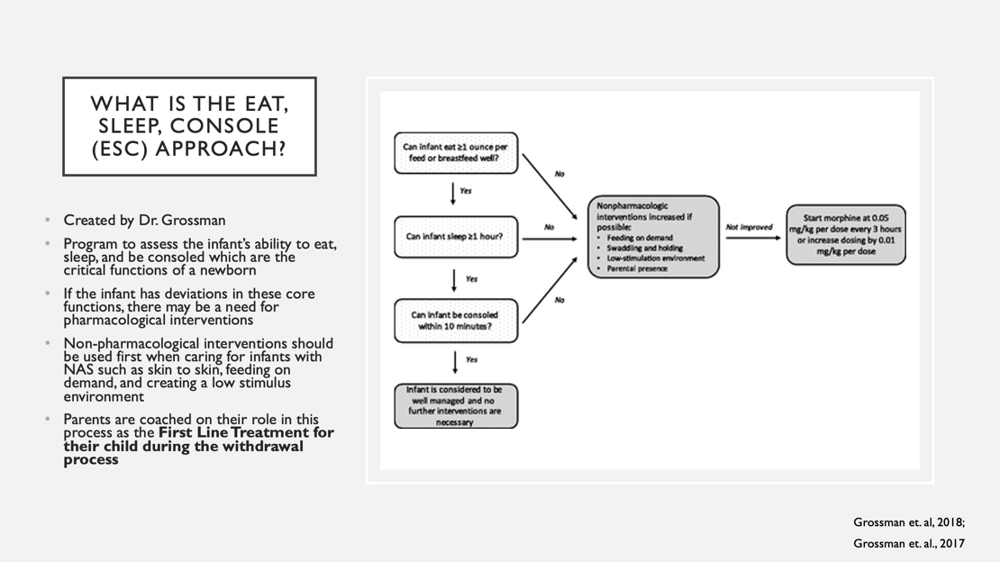 WHAT IS THE EAT,
SLEEP, CONSOLE
(ESC) APPROACH?
• Created by Dr. Grossman
• Program to assess the infant's ability to eat,
sleep, and be consoled which are the
critical functions of a newborn
• If the infant has deviations in these core
functions, there may be a need for
pharmacological interventions
• Non-pharmacological interventions should
be used first when caring for infants with
NAS such as skin to skin, feeding on
demand, and creating a low stimulus
environment
• Parents are coached on their role in this
process as the First Line Treatment for
their child during the withdrawal
process
Can infant eat ≥1 ounce per
feed or breastfeed well?
No
Yes
Can infant sleep ≥1 hour?
No
Yes
Can infant be consoled
within 10 minutes?
No
Yes
Infant is considered to be
well managed and no
further interventions are
necessary
Nonpharmacologic
interventions increased if
possible:
• Feeding on demand
• Swaddling and holding
• Low-stimulation environment
• Parental presence
Not improved
Start morphine at 0.05
mg/kg per dose every 3 hours
or increase dosing by 0.01
mg/kg per dose
Grossman et. al, 2018;
Grossman et. al., 2017